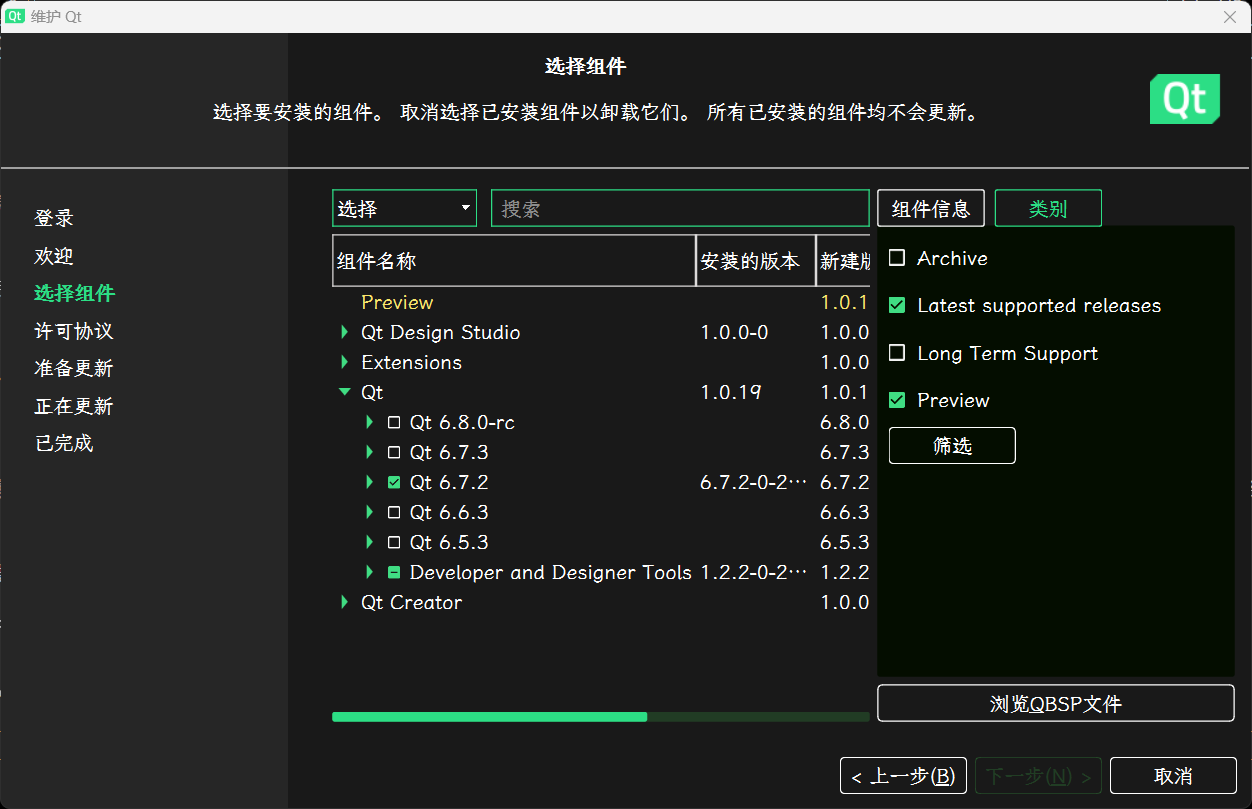 Qt 维护 Qt
选择组件
选择要安装的组件。 取消选择已安装组件以卸载它们。 所有已安装的组件均不会更新。
Qt
登录
欢迎
选择组件
许可协议
准备更新
正在更新
已完成
选择 搜索 组件信息 类别
组件名称 安装的版本 新建版
Preview 1.0.1
Qt Design Studio 1.0.0-0 1.0.0
Extensions 1.0.0
Qt 1.0.19 1.0.1
Qt 6.8.0-rc 6.8.0
Qt 6.7.3 6.7.3
Qt 6.7.2 6.7.2-0-2… 6.7.2
Qt 6.6.3 6.6.3
Qt 6.5.3 6.5.3
Developer and Designer Tools 1.2.2-0-2… 1.2.2
Qt Creator 1.0.0
Archive
Latest supported releases
Long Term Support
Preview
筛选
浏览QBSP文件
< 上一步(B) 下一步(N) > 取消